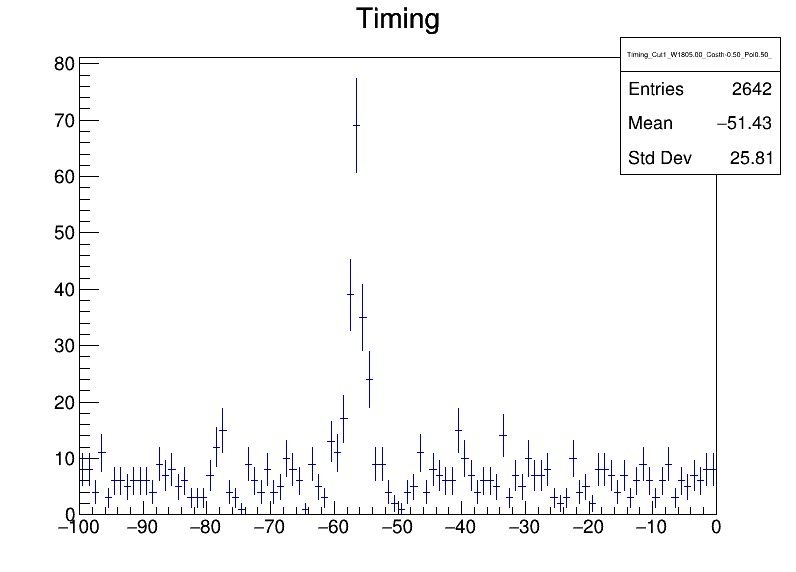 Timing
Timing_Cut1_W1805.00_Costh-0.50_Pol0.50_
Entries 2642
Mean −51.43
Std Dev 25.81
80
70
60
50
40
30
20
10
0
−100 −90 −80 −70 −60 −50 −40 −30 −20 −10 0